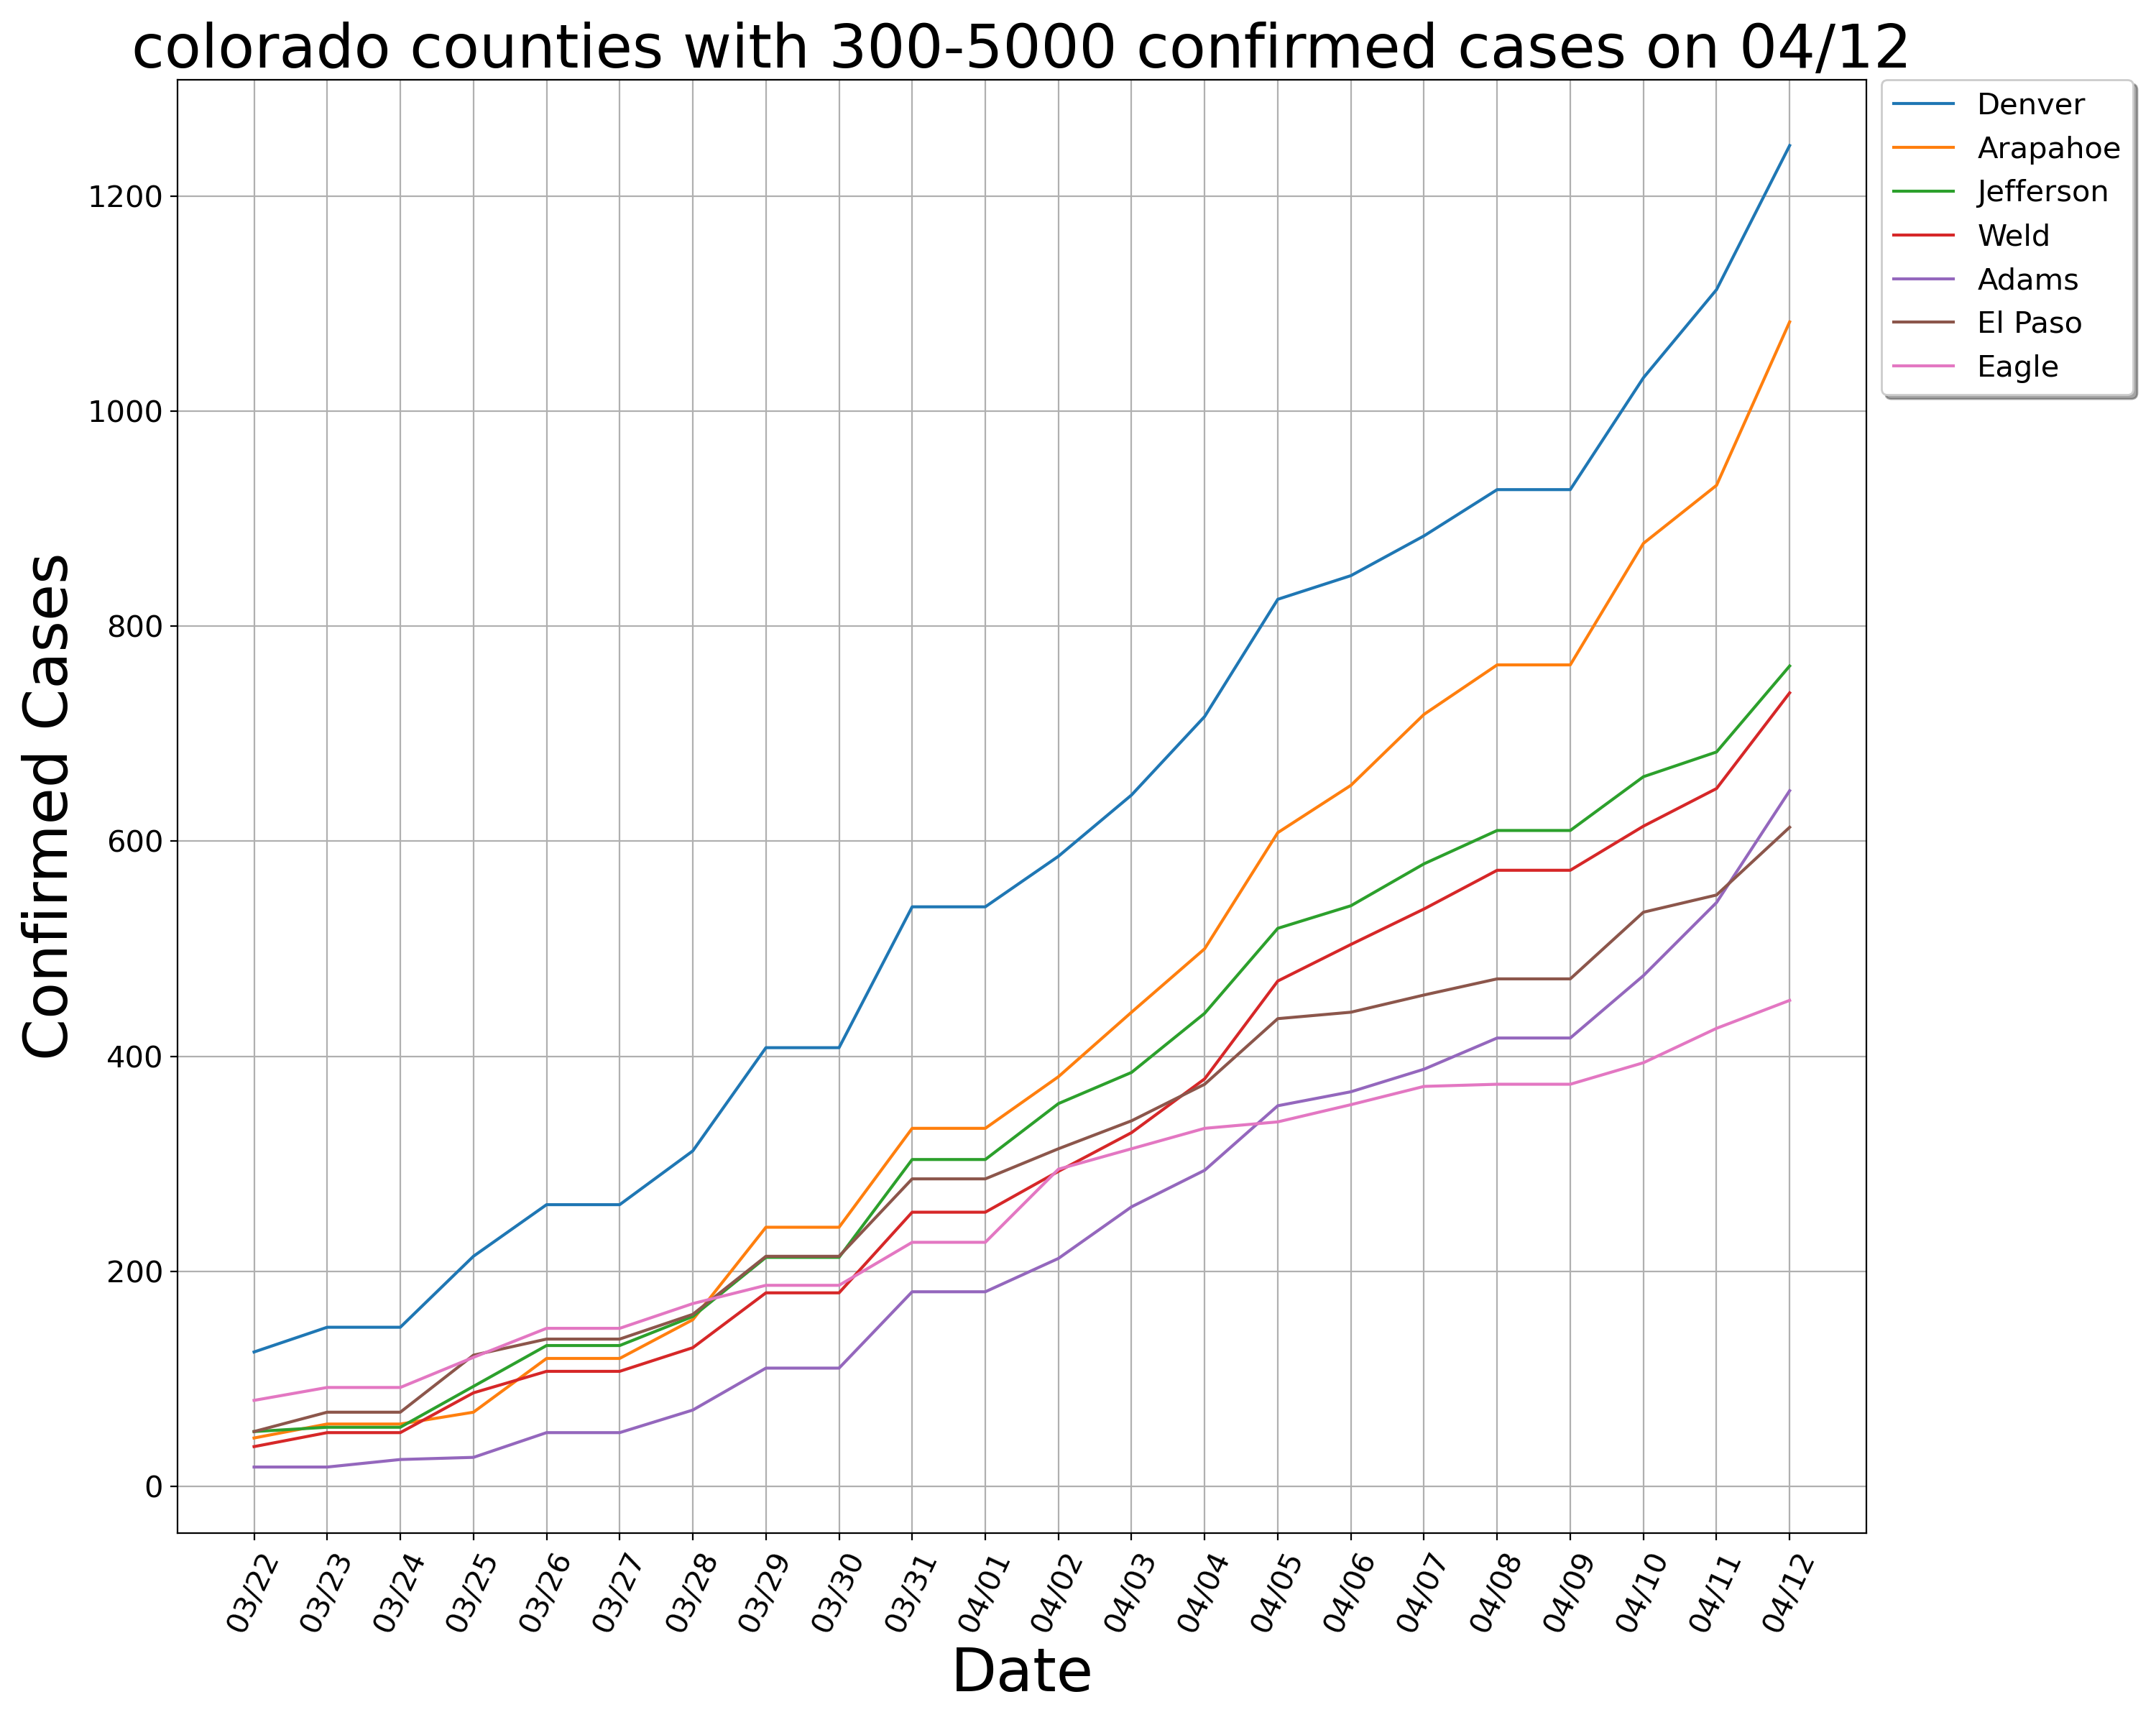 colorado counties with 300-5000 confirmed cases on 04/12
Denver
Arapahoe
Jefferson
Weld
Adams
El Paso
Eagle
Confirmed Cases
1200
1000
800
600
400
200
0
03/22
03/23
03/24
03/25
03/26
03/27
03/28
03/29
03/30
03/31
04/01
04/02
04/03
04/04
04/05
04/06
04/07
04/08
04/09
04/10
04/11
04/12
Date